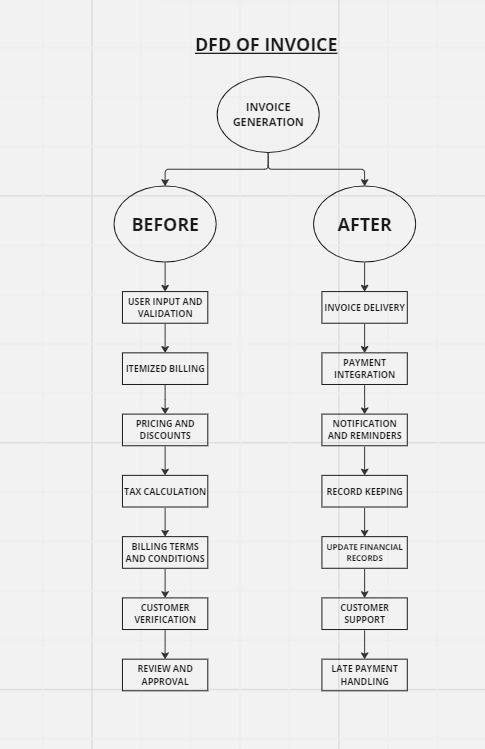 DFD OF INVOICE
INVOICE
GENERATION
BEFORE
USER INPUT AND
VALIDATION
ITEMIZED BILLING
PRICING AND
DISCOUNTS
TAX CALCULATION
BILLING TERMS
AND CONDITIONS
CUSTOMER
VERIFICATION
REVIEW AND
APPROVAL
AFTER
INVOICE DELIVERY
PAYMENT
INTEGRATION
NOTIFICATION
AND REMINDERS
RECORD KEEPING
UPDATE FINANCIAL
RECORDS
CUSTOMER
SUPPORT
LATE PAYMENT
HANDLING